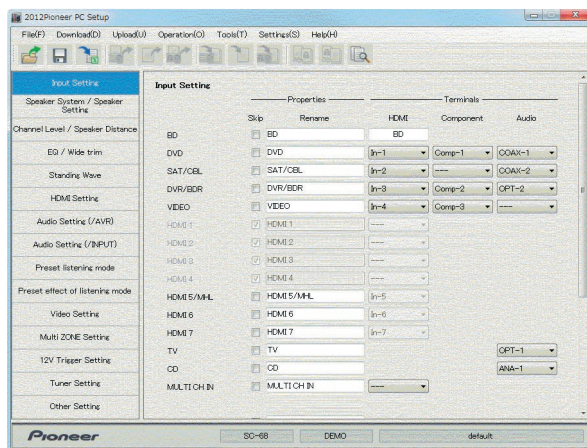 2012Pioneer PC Setup
File(F) Download(D) Upload(U) Operation(O) Tools(T) Settings(S) Help(H)
Input Setting
Speaker System / Speaker
Setting
Channel Level / Speaker Distance
EQ / Wide trim
Standing Wave
HDMI Setting
Audio Setting (/AVR)
Audio Setting (/INPUT)
Preset listening mode
Preset effect of listening mode
Video Setting
Multi ZONE Setting
12V Trigger Setting
Tuner Setting
Other Setting
Input Setting
Properties Terminals
Skip Rename HDMI Component Audio
BD BD BD
DVD DVD In-1 Comp-1 COAX-1
SAT/CBL SAT/CBL In-2 --- COAX-2
DVR/BDR DVR/BDR In-3 Comp-2 OPT-2
VIDEO VIDEO In-4 Comp-3 ---
HDMI 1 HDMI 1 ---
HDMI 2 HDMI 2 ---
HDMI 3 HDMI 3 ---
HDMI 4 HDMI 4 ---
HDMI 5/MHL HDMI 5/MHL In-5
HDMI 6 HDMI 6 In-6
HDMI 7 HDMI 7 In-7
TV TV OPT-1
CD CD ANA-1
MULTI CH IN MULTI CH IN ---
Pioneer SC-68 DEMO default